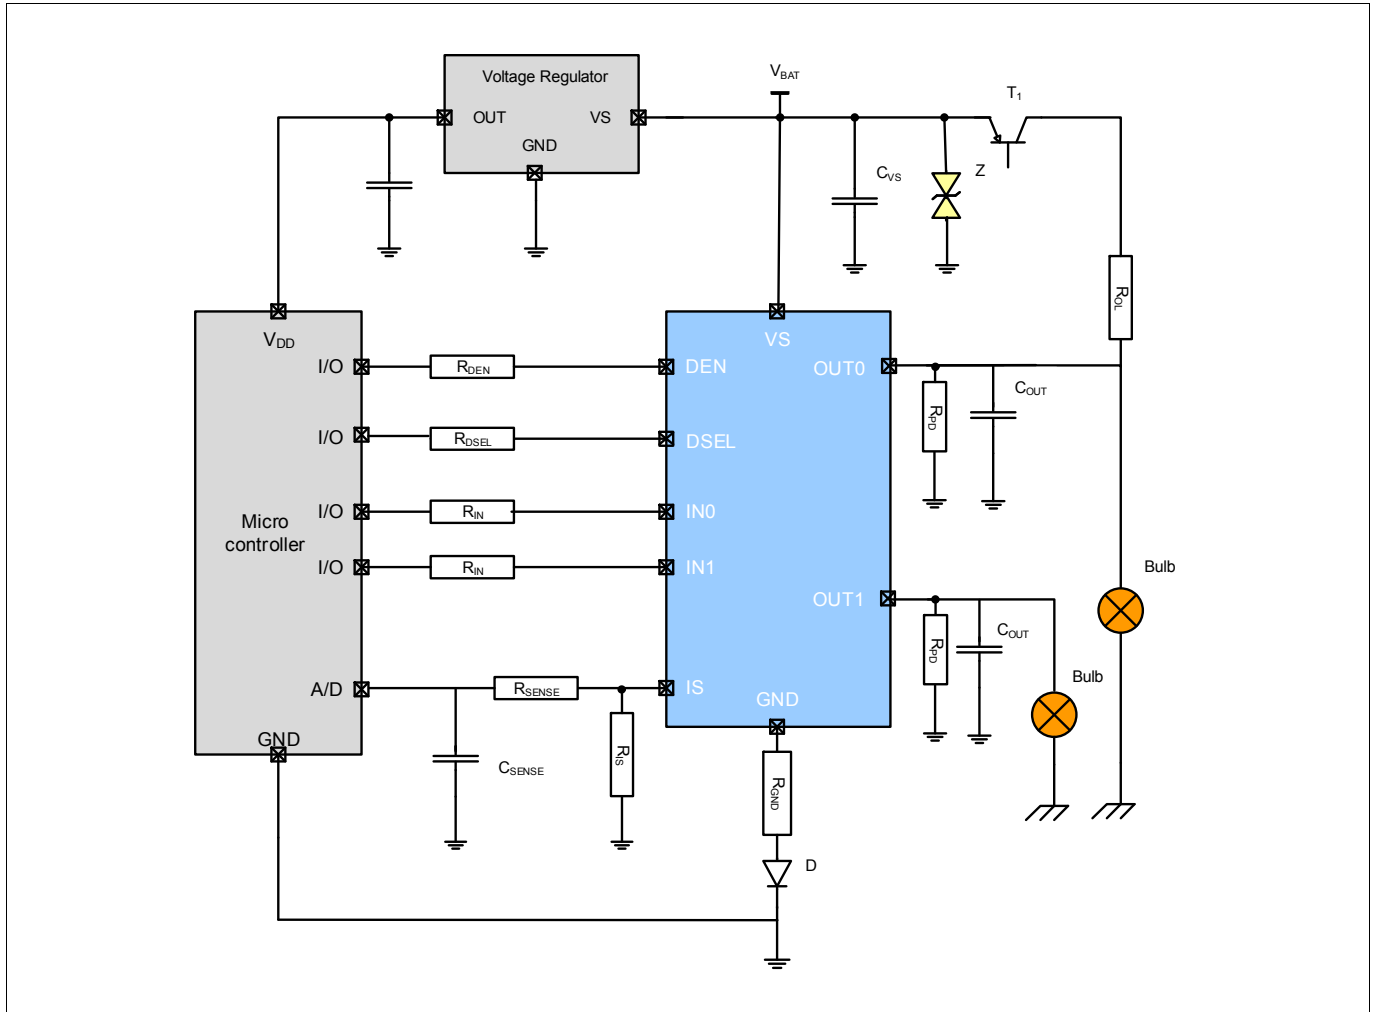 Voltage Regulator
OUT
VS
GND
VBAT
T1
CVS
Z
ROL
VDD
I/O
RDEN
DEN
VS
OUT0
COUT
RPD
I/O
RDSEL
DSEL
I/O
RIN
IN0
Micro
controller
I/O
RIN
IN1
OUT1
Bulb
RPD
COUT
A/D
RSENSE
IS
GND
Bulb
GND
CSENSE
RIS
RGND
D